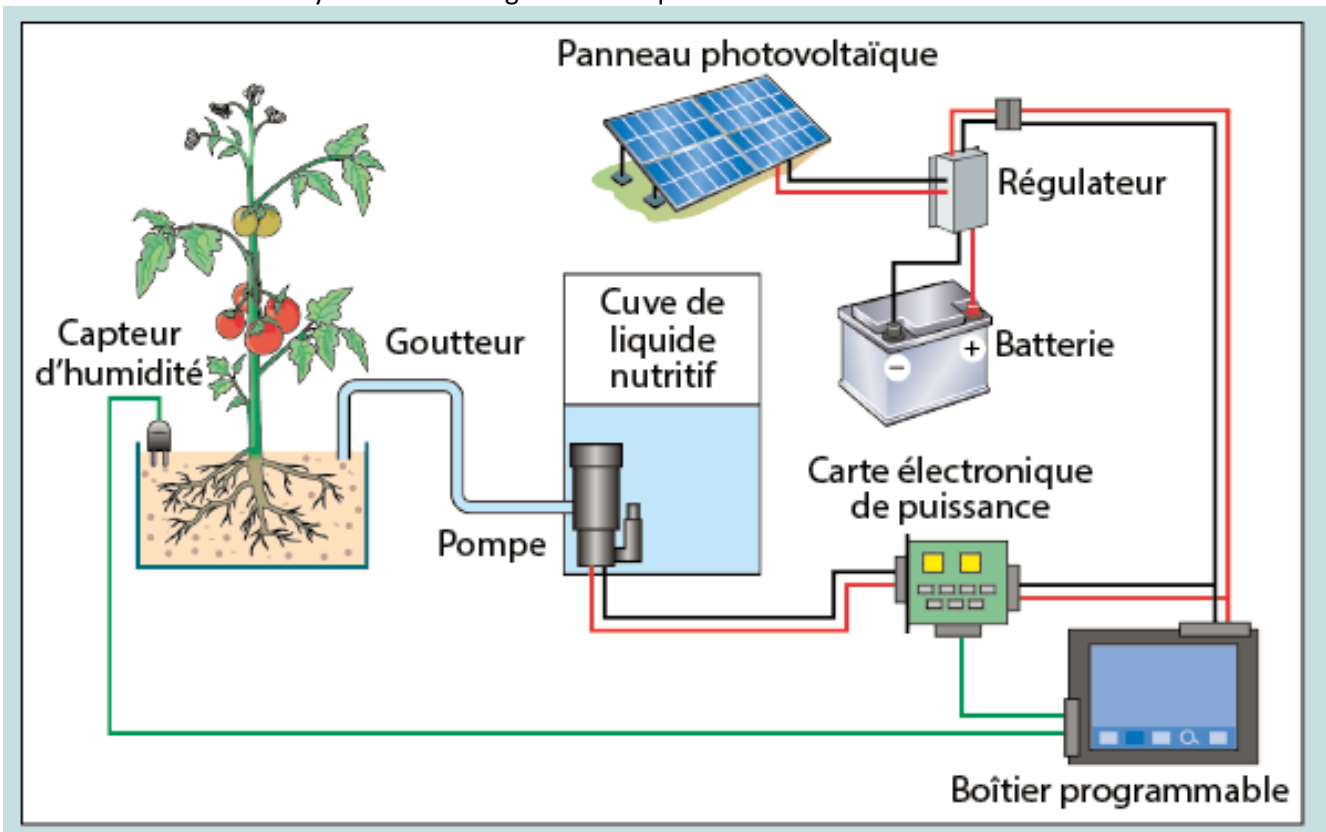 Panneau photovoltaïque
Régulateur
Cuve de
liquide
nutritif
Capteur
d'humidité
Goutteur
+ Batterie
−
Carte électronique
de puissance
Pompe
Boîtier programmable